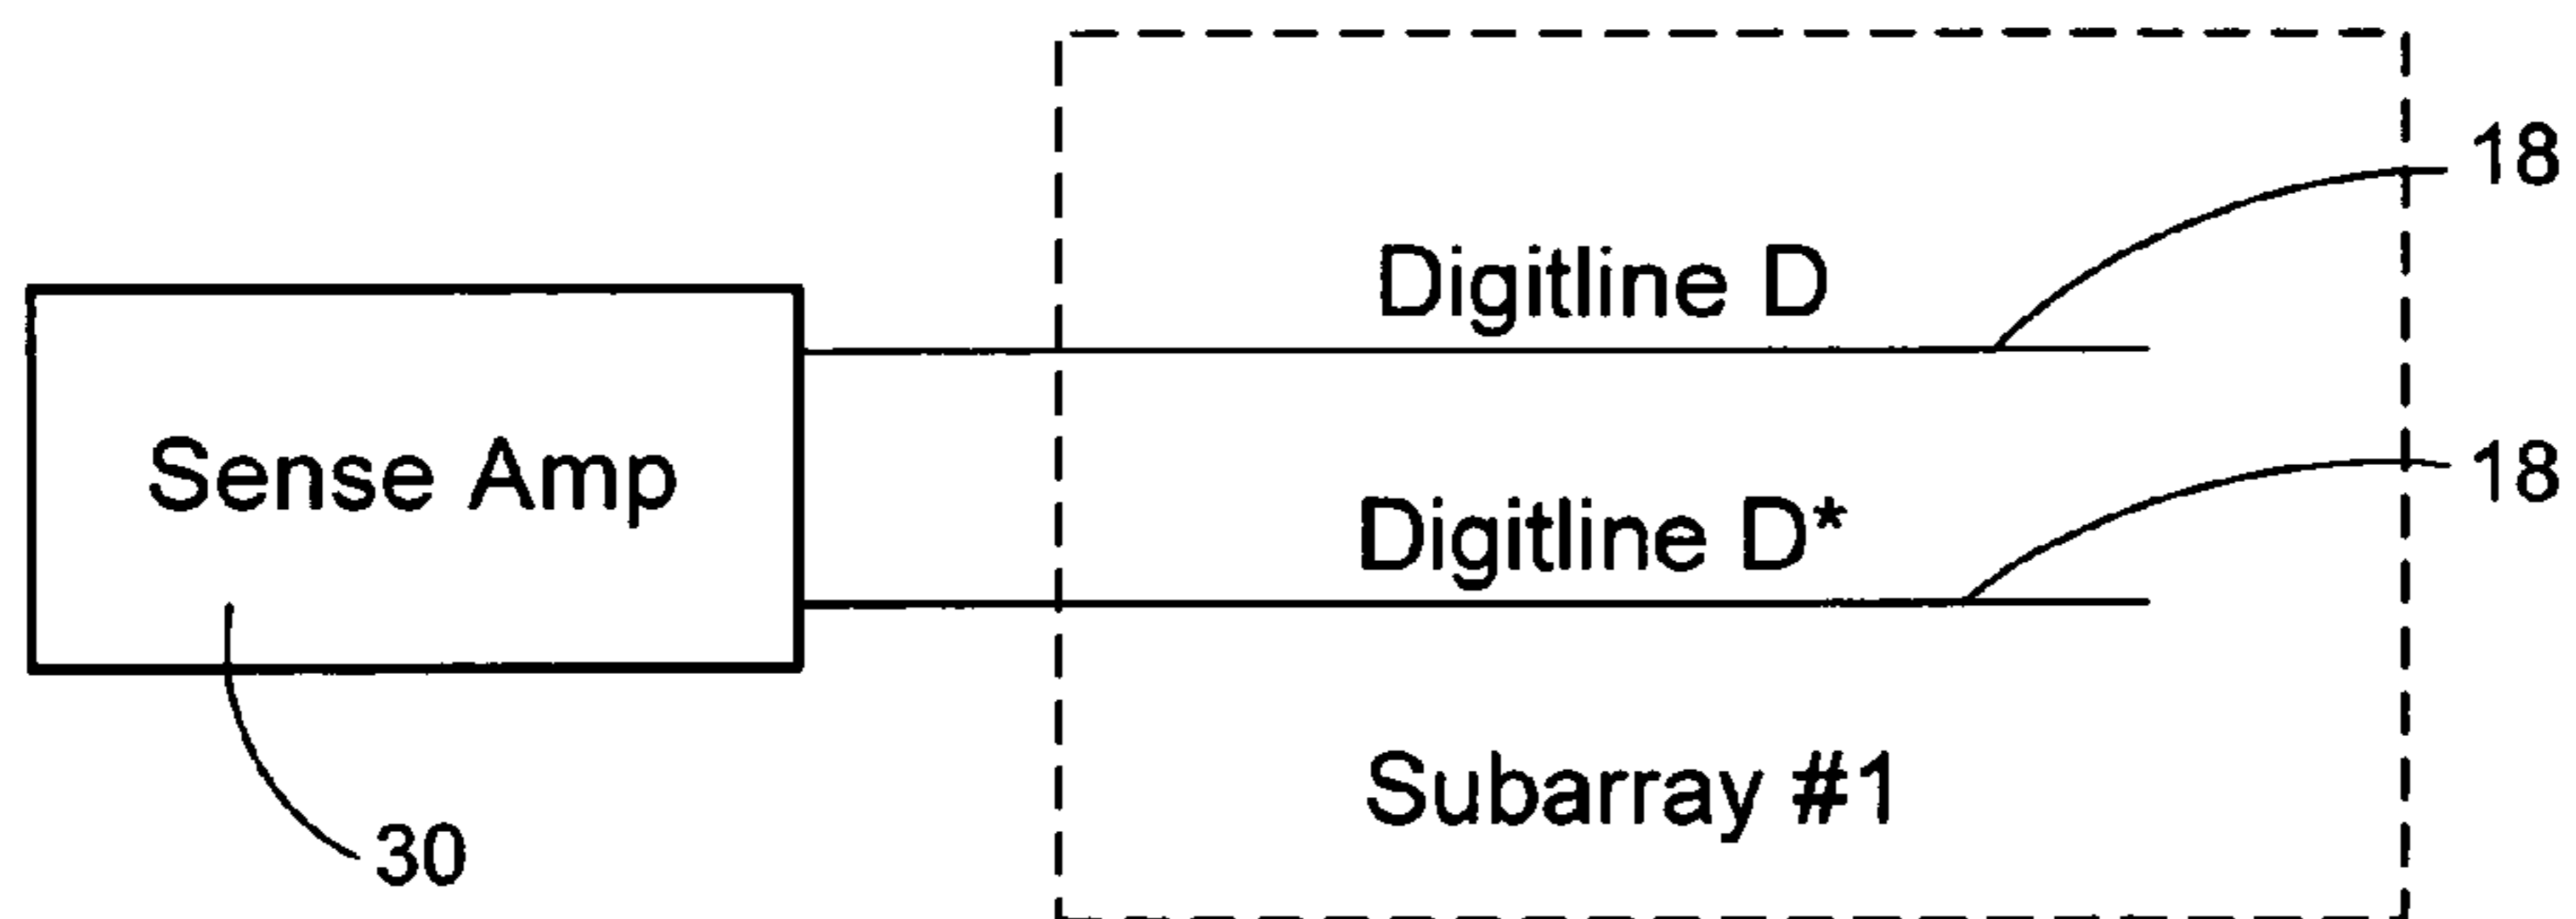 18
Digitline D
Sense Amp
18
Digitline D*
Subarray #1
30